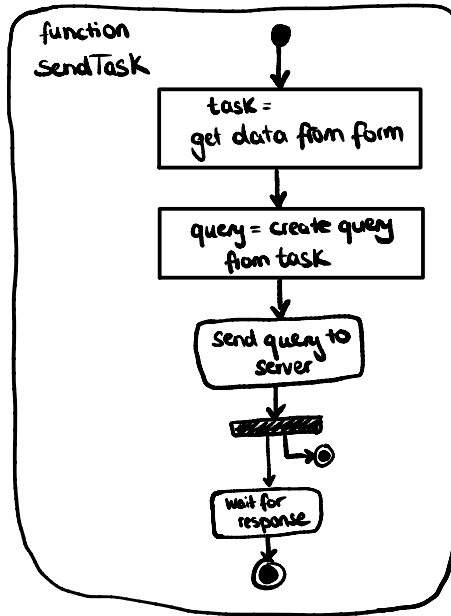 function
sendTask
task =
get data from form
query = create query
from task
send query to
server
wait for
response